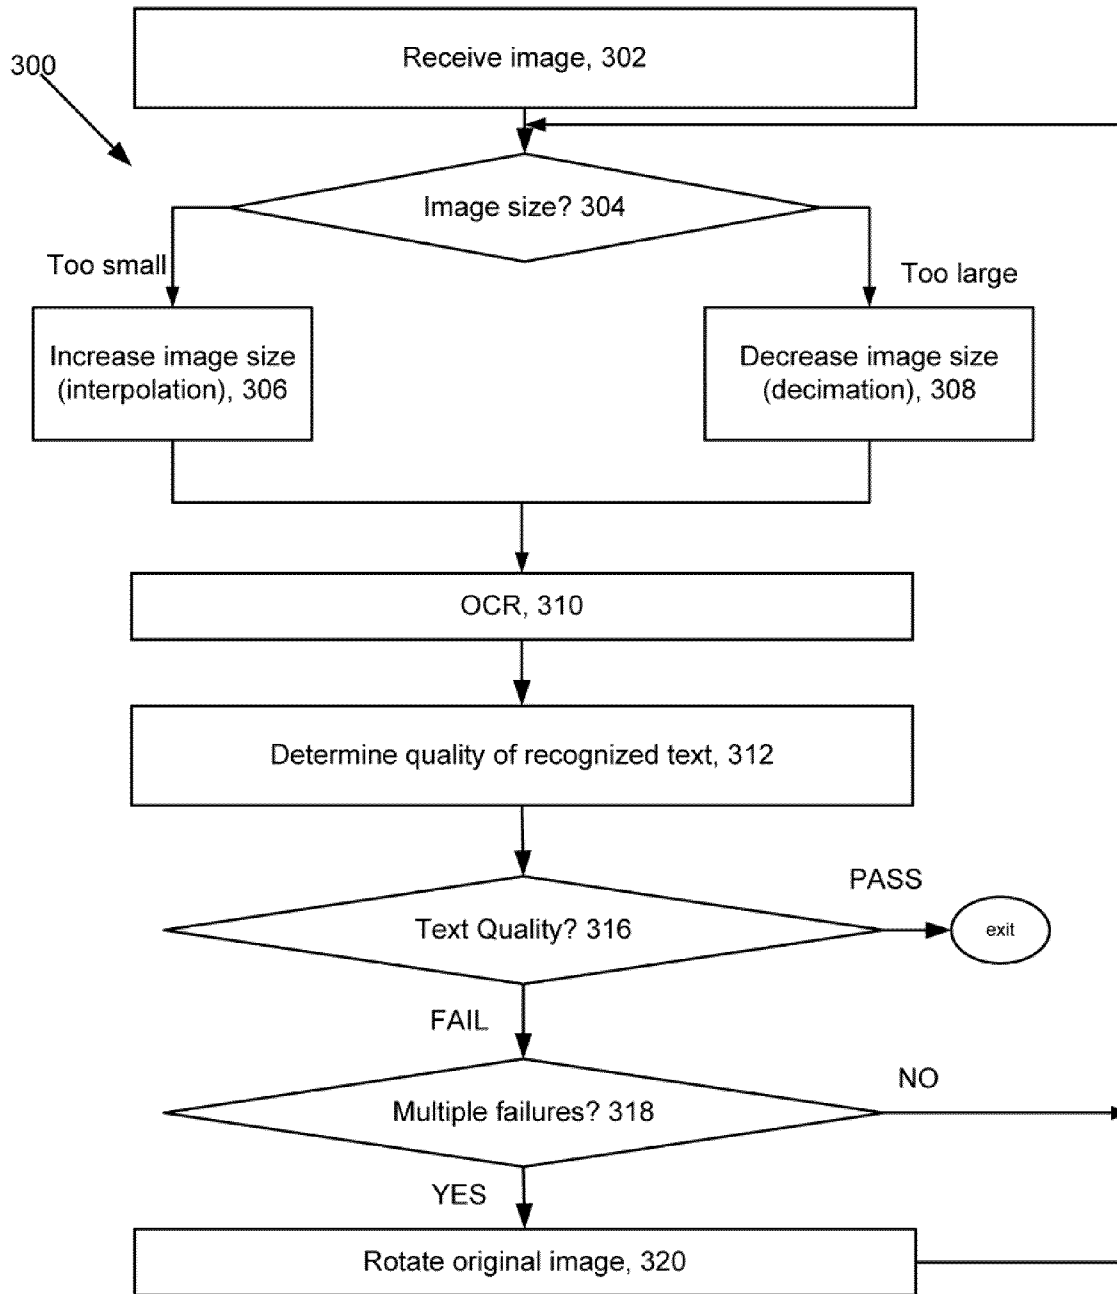 Receive image, 302
300
Image size? 304
Too small
Too large
Increase image size
(interpolation), 306
Decrease image size
(decimation), 308
OCR, 310
Determine quality of recognized text, 312
PASS
Text Quality? 316
exit
FAIL
NO
Multiple failures? 318
YES
Rotate original image, 320